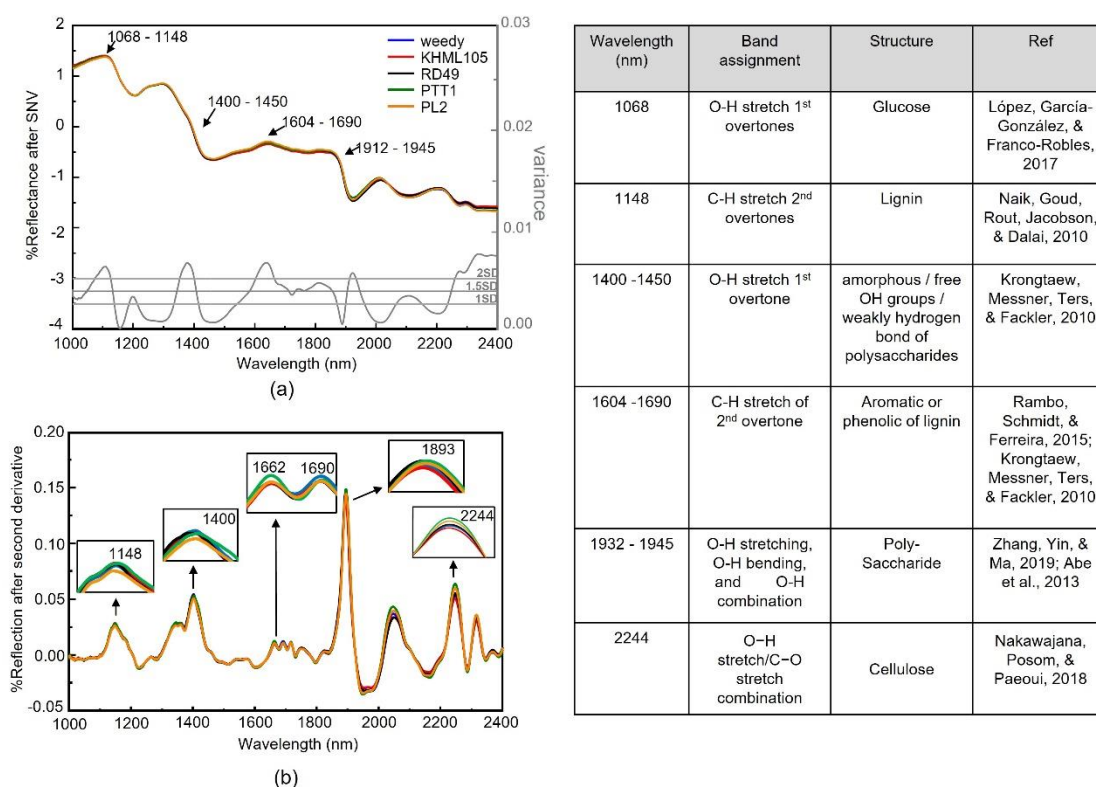 (a)
2
1
0
-1
-2
-3
-4
%Reflectance after SNV
1068 - 1148
1400 - 1450
1604 - 1690
1912 - 1945
weedy
KHML105
RD49
PTT1
PL2
0.03
0.02
0.01
0.00
variance
2SD
1.5SD
1SD
1000 1200 1400 1600 1800 2000 2200 2400
Wavelength (nm)
(a)
0.20
0.15
0.10
0.05
0.00
-0.05
%Reflection after second derivative
1148
1400
1662 1690
1893
2244
1000 1200 1400 1600 1800 2000 2200 2400
Wavelength (nm)
(b)
Wavelength (nm) Band assignment Structure Ref
1068 O-H stretch 1st overtones Glucose López, García-González, & Franco-Robles, 2017
1148 C-H stretch 2nd overtones Lignin Naik, Goud, Rout, Jacobson, & Dalai, 2010
1400 -1450 O-H stretch 1st overtone amorphous / free OH groups / weakly hydrogen bond of polysaccharides Krongtaew, Messner, Ters, & Fackler, 2010
1604 -1690 C-H stretch of 2nd overtone Aromatic or phenolic of lignin Rambo, Schmidt, & Ferreira, 2015; Krongtaew, Messner, Ters, & Fackler, 2010
1932 - 1945 O-H stretching, O-H bending, and O-H combination Poly-Saccharide Zhang, Yin, & Ma, 2019; Abe et al., 2013
2244 O−H stretch/C−O stretch combination Cellulose Nakawajana, Posom, & Paeoui, 2018